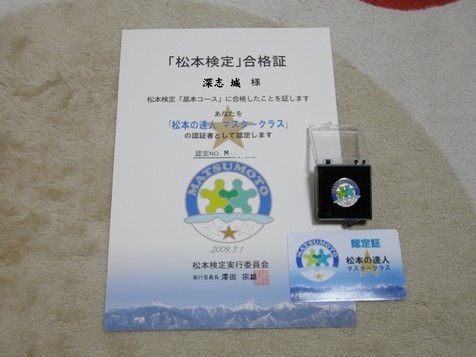 「松本検定」合格証
深志 城 様
松本検定「基本コース」に合格したことを証します
あなたを
「松本の達人 マスタークラス」
の認証者として認定します
認定NO. M-
MATSUMOTO
2009.3.1
松本検定実行委員会
実行委員長 澤田 宗雄
MATSUMOTO
認定証
松本の達人
マスタークラス